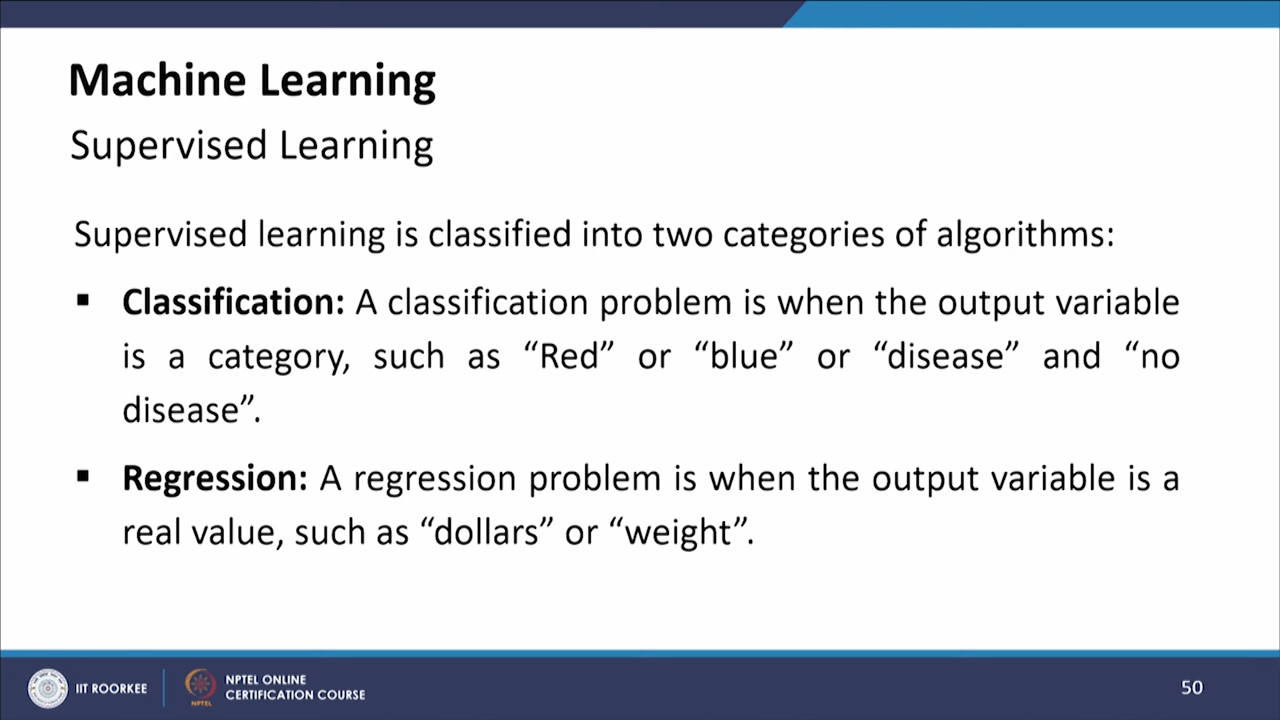 Machine Learning
Supervised Learning
Supervised learning is classified into two categories of algorithms:
▪ Classification: A classification problem is when the output variable
is a category, such as “Red” or “blue” or “disease” and “no
disease”.
▪ Regression: A regression problem is when the output variable is a
real value, such as “dollars” or “weight”.
IIT ROORKEE
NPTEL
NPTEL ONLINE
CERTIFICATION COURSE
50